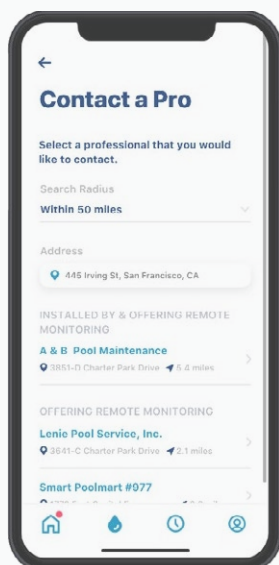 Contact a Pro
Select a professional that you would
like to contact.
Search Radius
Within 50 miles
Address
445 Irving St, San Francisco, CA
INSTALLED BY & OFFERING REMOTE
MONITORING
A & B Pool Maintenance
3851-D Charter Park Drive 5.4 miles
OFFERING REMOTE MONITORING
Lenie Pool Service, Inc.
3641-C Charter Park Drive 2.1 miles
Smart Poolmart #977